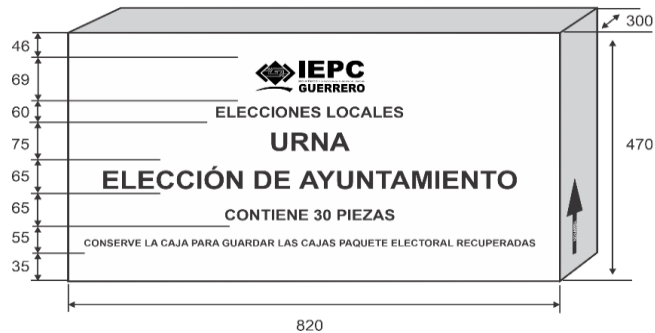 300
46
69
60
75
65
65
55
35
IEPC
GUERRERO
ELECCIONES LOCALES
URNA
ELECCIÓN DE AYUNTAMIENTO
CONTIENE 30 PIEZAS
CONSERVE LA CAJA PARA GUARDAR LAS CAJAS PAQUETE ELECTORAL RECUPERADAS
470
820